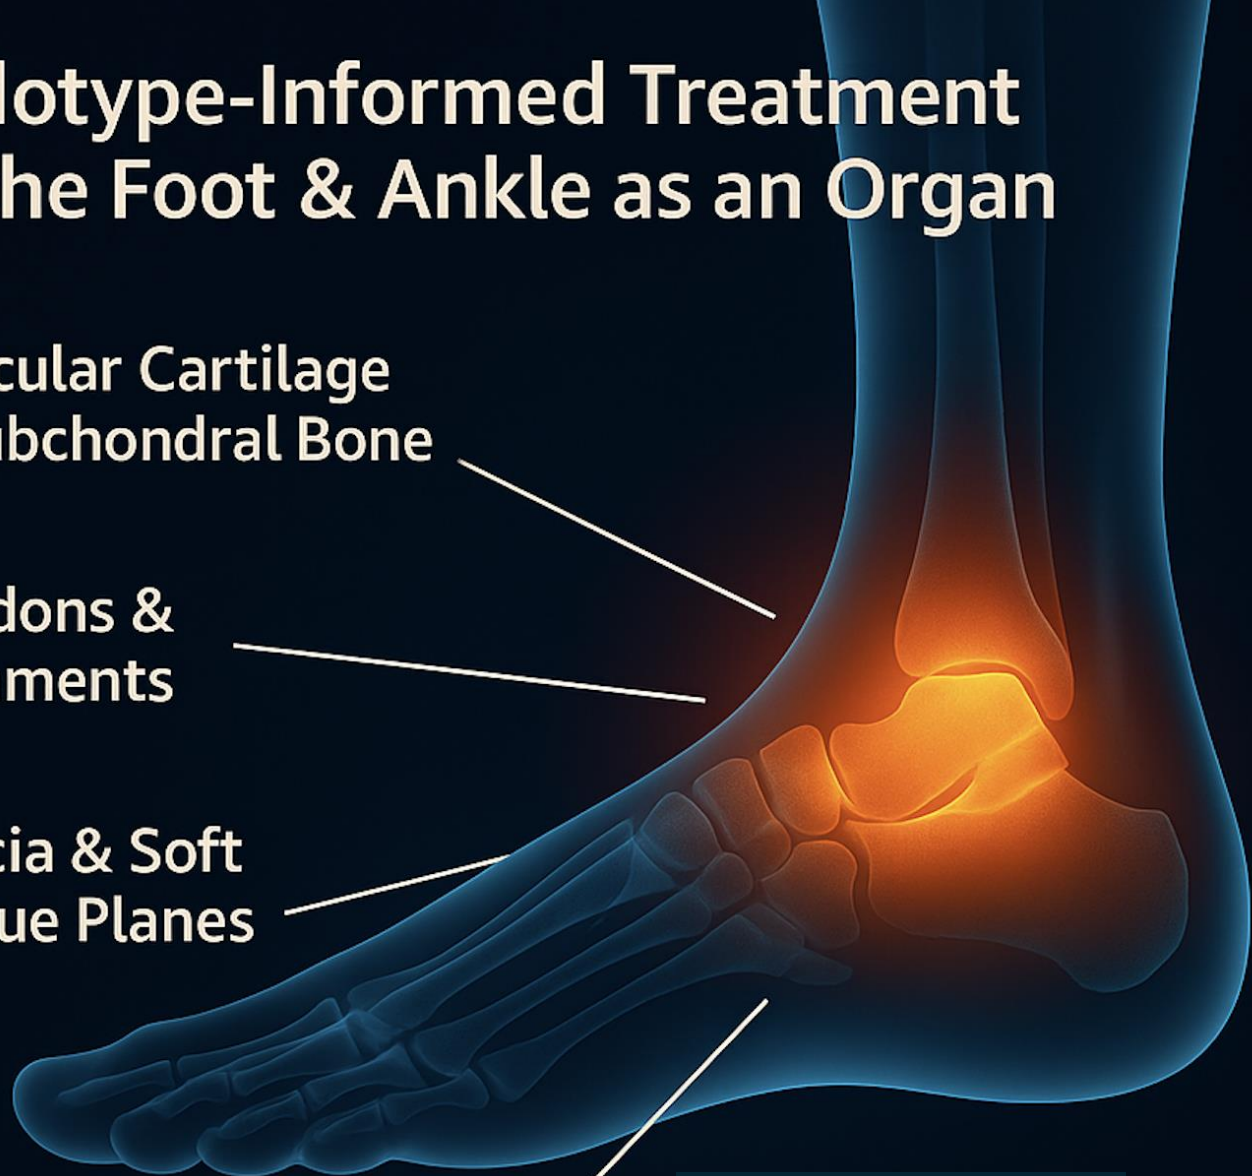 lotype-Informed Treatment
he Foot & Ankle as an Organ
cular Cartilage
ubchondral Bone
dons &
ments
cia & Soft
ue Planes